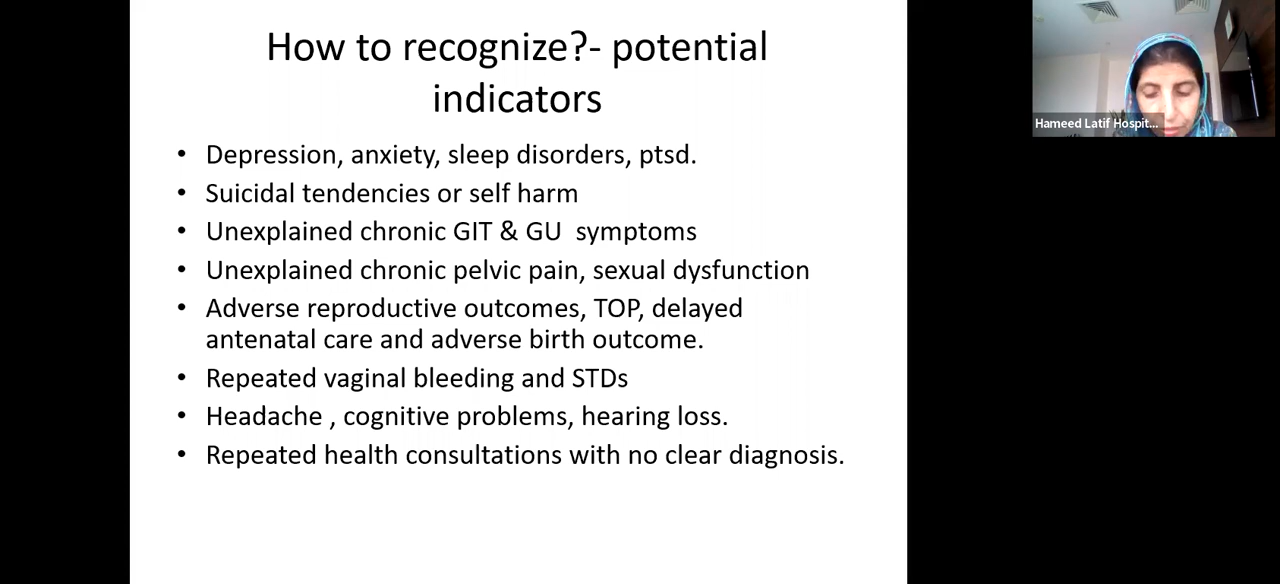 How to recognize?- potential
indicators
• Depression, anxiety, sleep disorders, ptsd.
• Suicidal tendencies or self harm
• Unexplained chronic GIT & GU  symptoms
• Unexplained chronic pelvic pain, sexual dysfunction
• Adverse reproductive outcomes, TOP, delayed
antenatal care and adverse birth outcome.
• Repeated vaginal bleeding and STDs
• Headache , cognitive problems, hearing loss.
• Repeated health consultations with no clear diagnosis.
Hameed Latif Hospit...